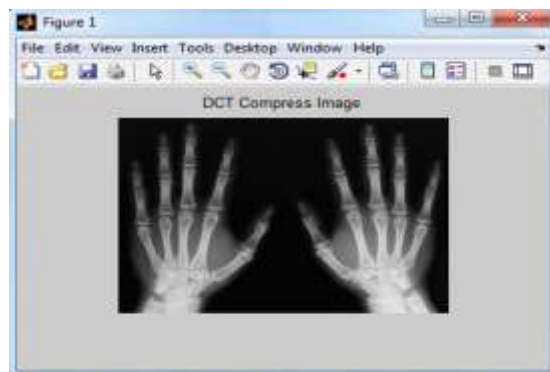 Figure 1
File Edit View Insert Tools Desktop Window Help
DCT Compress Image